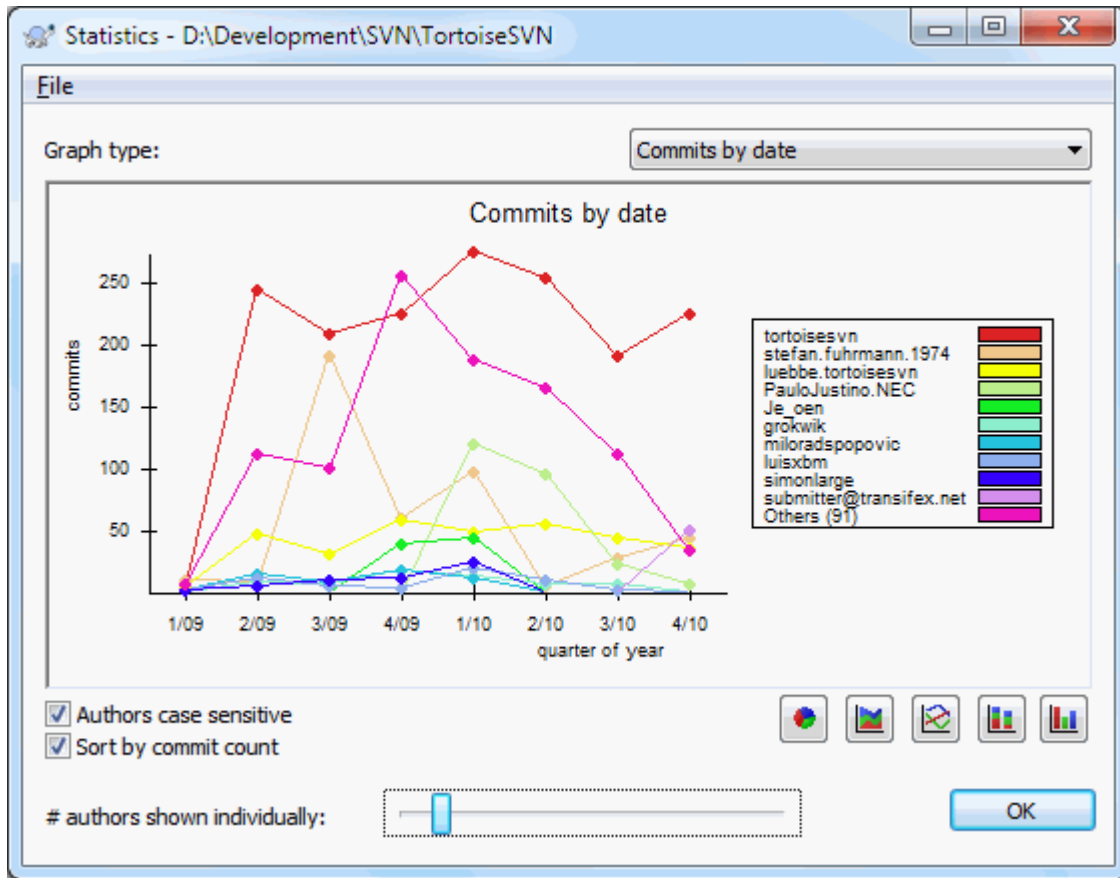 Statistics - D:\Development\SVN\TortoiseSVN
File
Graph type:
Commits by date
Commits by date
commits
250
200
150
100
50
1/09 2/09 3/09 4/09 1/10 2/10 3/10 4/10
quarter of year
tortoisesvn
stefan.fuhrmann.1974
luebbe.tortoisesvn
PauloJustino.NEC
Je_oen
grokwik
miloradspopovic
luisxbm
simonlarge
submitter@transifex.net
Others (91)
Authors case sensitive
Sort by commit count
# authors shown individually:
OK